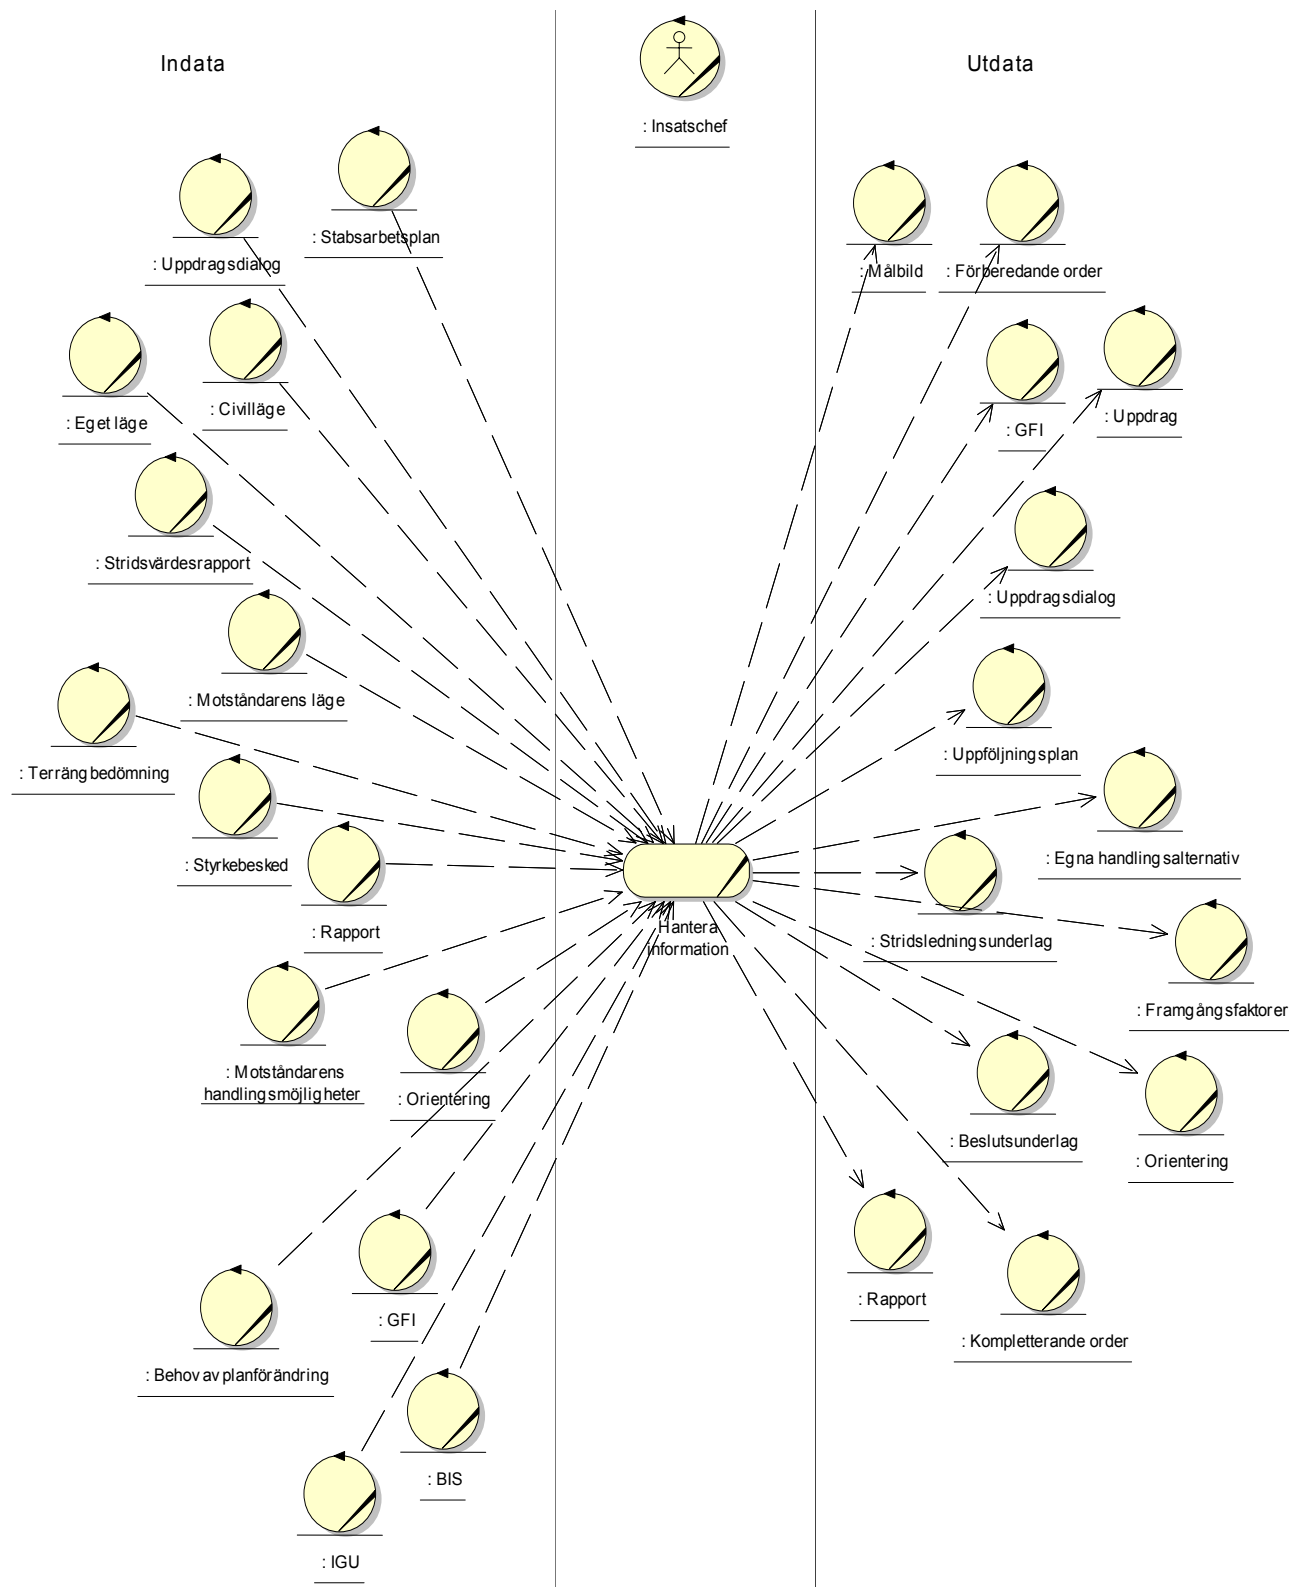 Indata
Utdata
: Insatschef
: Stabsarbetsplan
: Uppdragsdialog
: Målbild
: Förberedande order
: Eget läge
: Civilläge
: GFI
: Uppdrag
: Stridsvärdesrapport
: Uppdragsdialog
: Motståndarens läge
: Uppföljningsplan
: Terrängbedömning
: Styrkebesked
: Egna handlingsalternativ
: Rapport
Hantera
information
: Stridsledningsunderlag
: Framgångsfaktorer
: Motståndarens
handlingsmöjligheter
: Orientering
: Beslutsunderlag
: Orientering
: GFI
: Rapport
: Kompletterande order
: Behov av planförändring
: BIS
: IGU